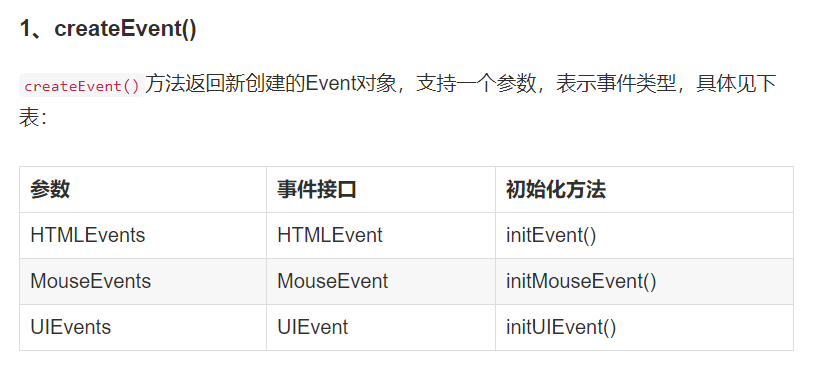 1、createEvent()
createEvent() 方法返回新创建的Event对象，支持一个参数，表示事件类型，具体见下
表：
参数 事件接口 初始化方法
HTMLEvents HTMLEvent initEvent()
MouseEvents MouseEvent initMouseEvent()
UIEvents UIEvent initUIEvent()